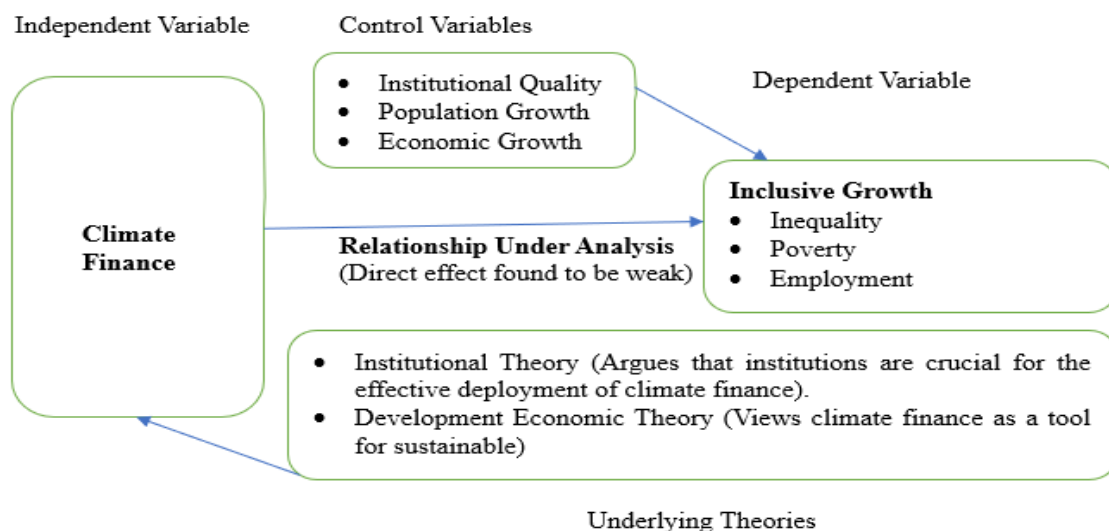 Independent Variable
Control Variables
• Institutional Quality
• Population Growth
• Economic Growth
Dependent Variable
Climate
Finance
Relationship Under Analysis
(Direct effect found to be weak)
Inclusive Growth
• Inequality
• Poverty
• Employment
• Institutional Theory (Argues that institutions are crucial for the
effective deployment of climate finance).
• Development Economic Theory (Views climate finance as a tool
for sustainable)
Underlying Theories